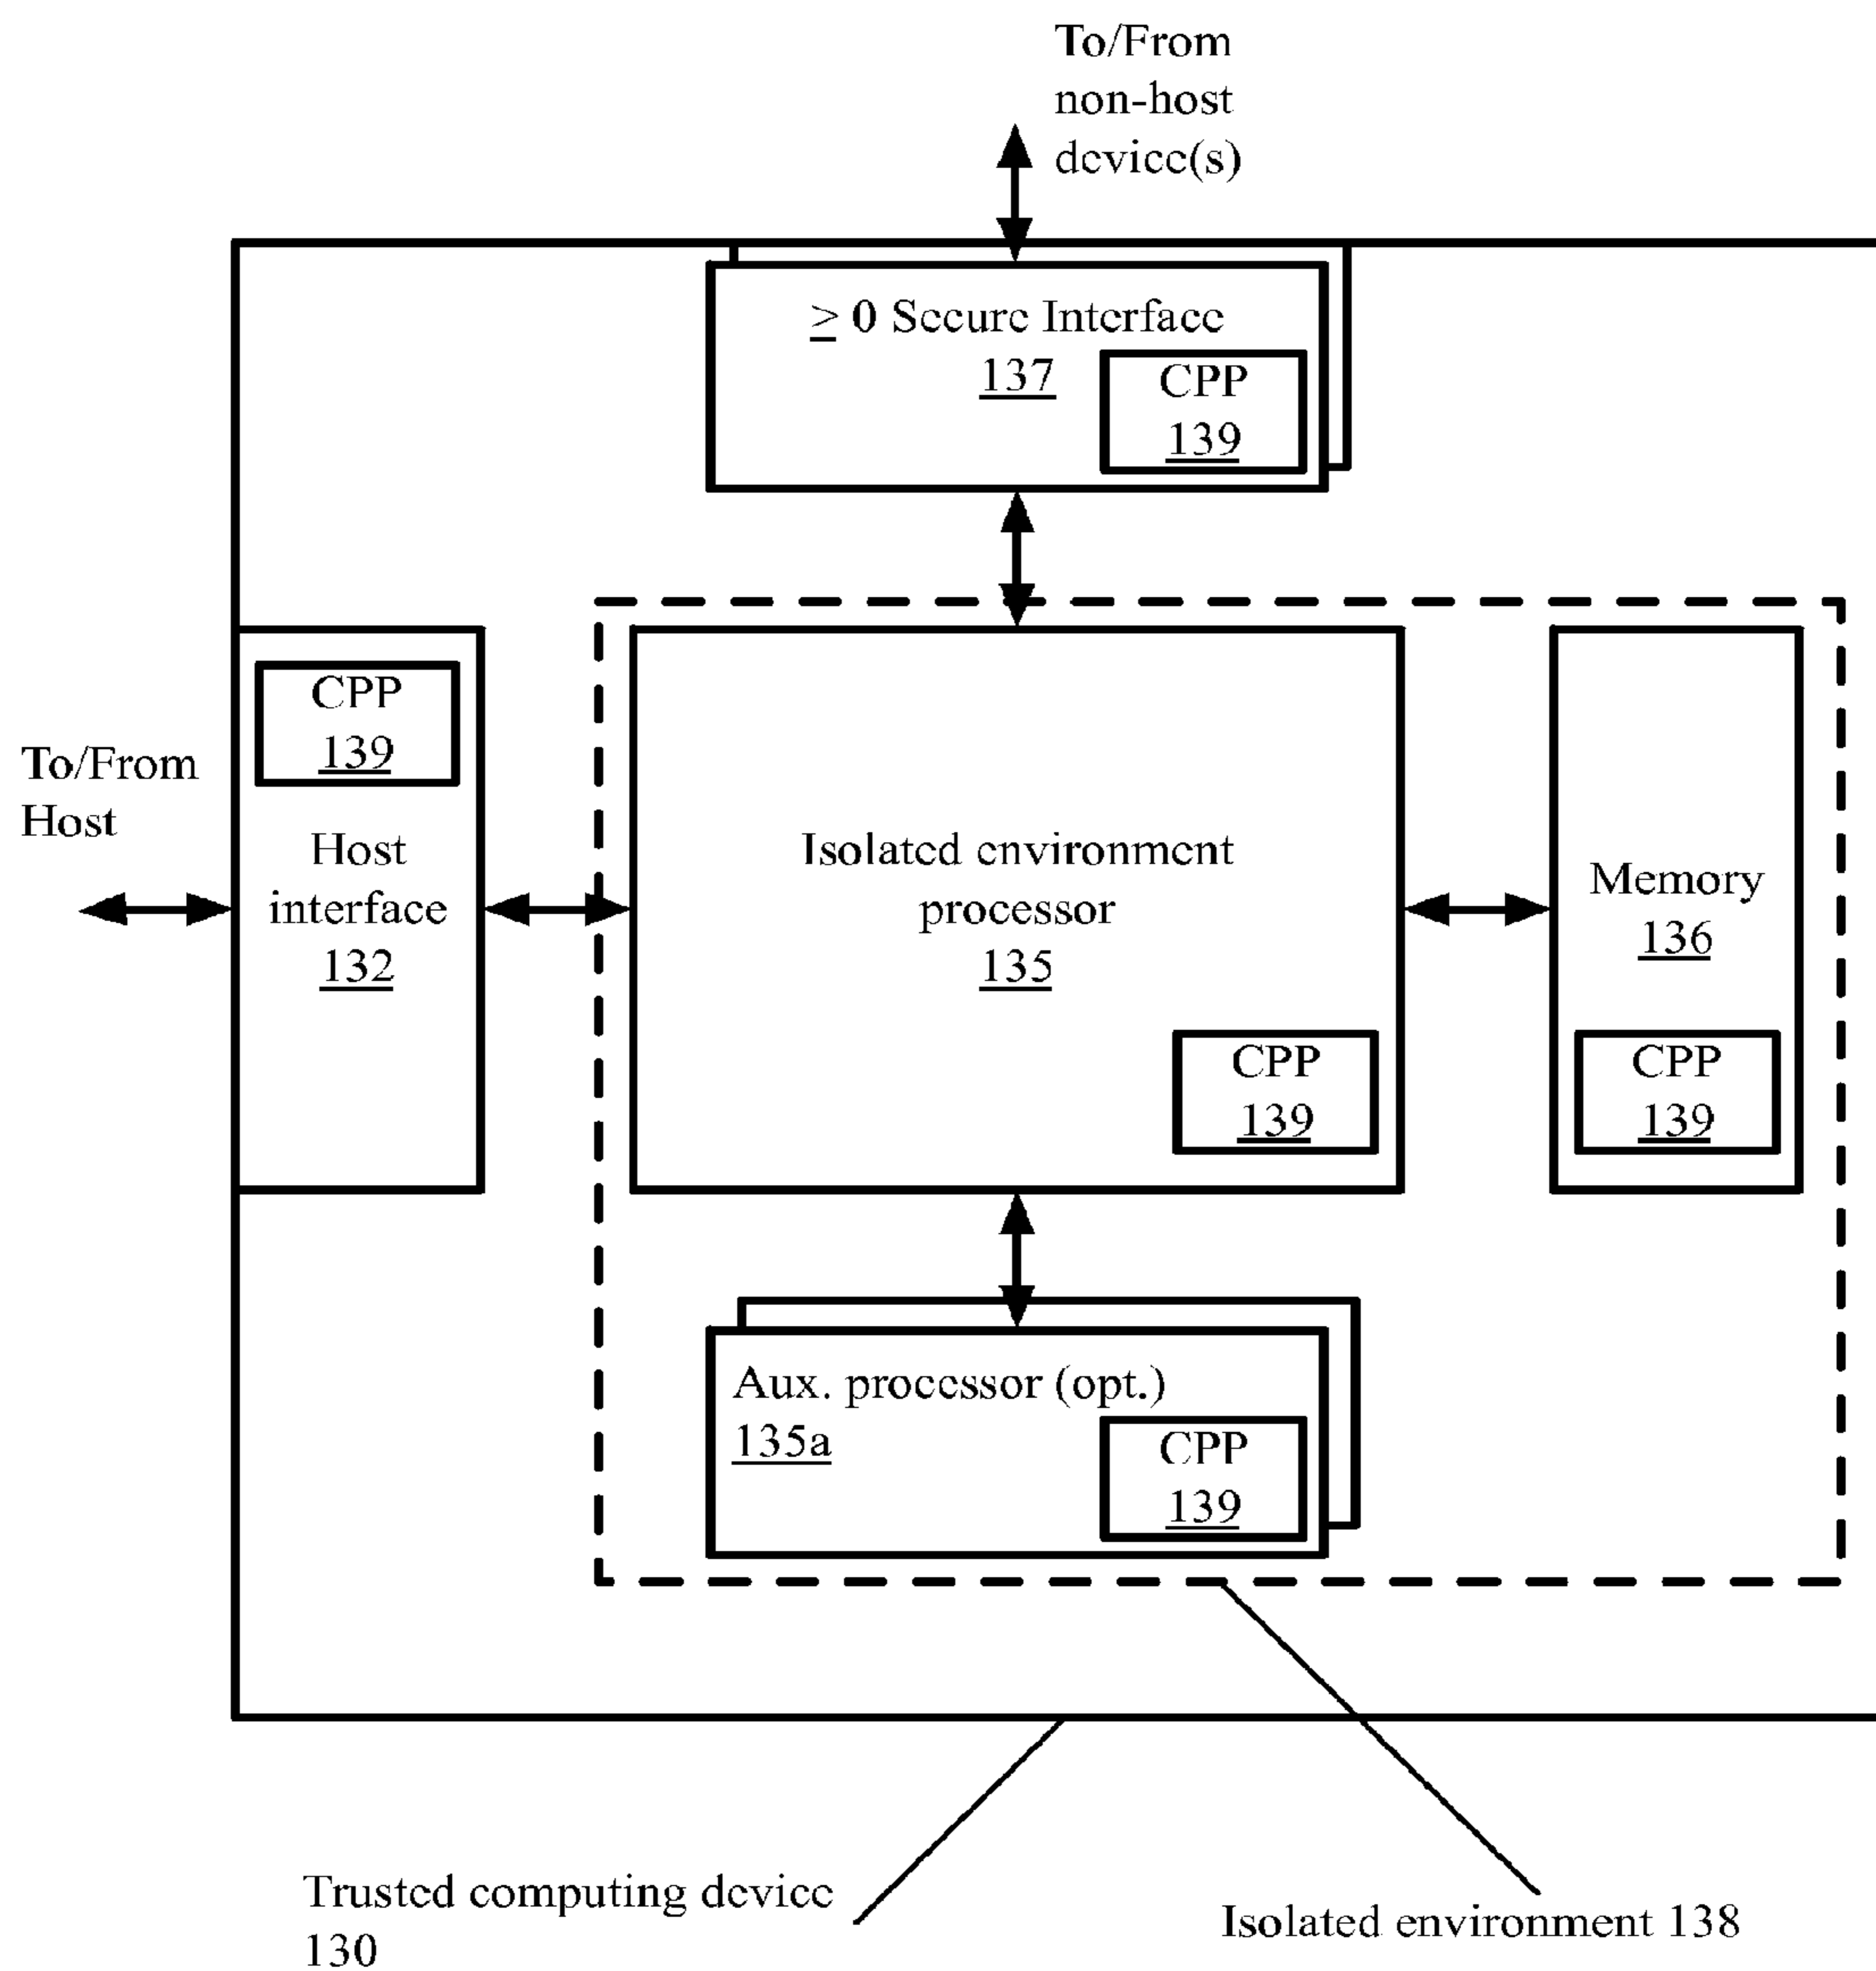 To/From
non-host
device(s)
≥ 0 Secure Interface
137
CPP
139
CPP
139
To/From
Host
Host
interface
132
Isolated environment
processor
135
CPP
139
Memory
136
CPP
139
Aux. processor (opt.)
135a
CPP
139
Trusted computing device
130
Isolated environment 138